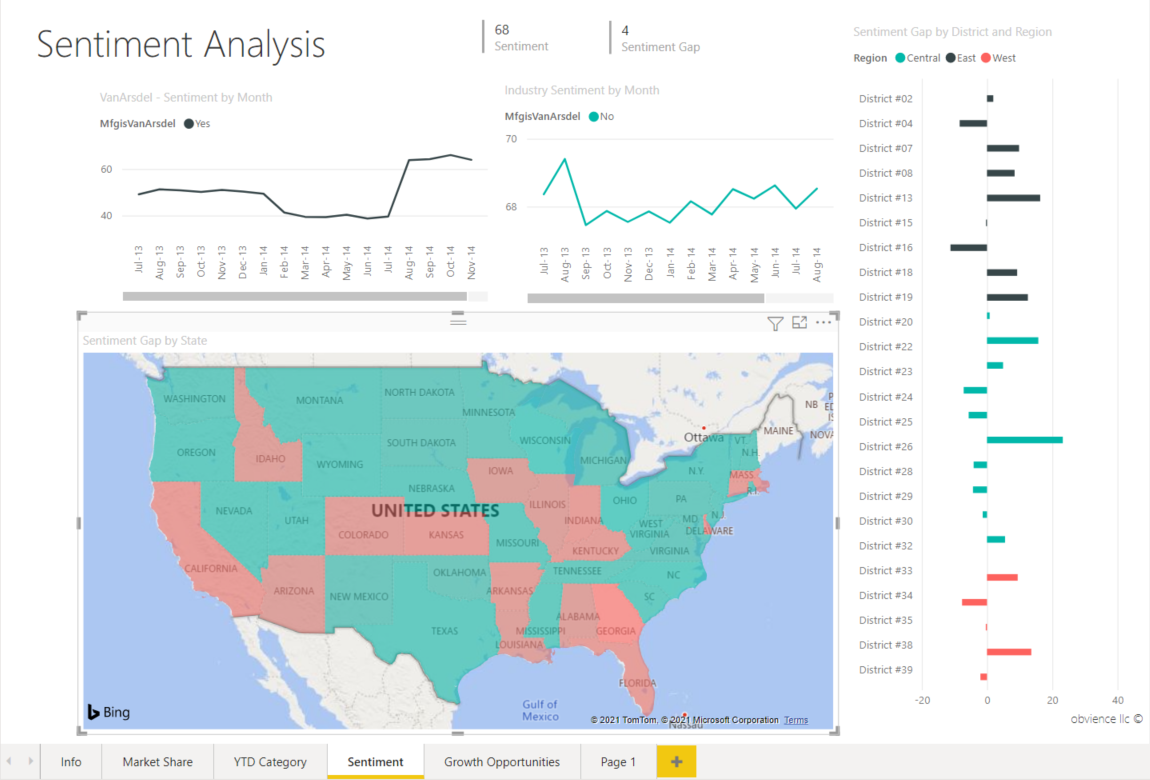 Sentiment Analysis
68
Sentiment
4
Sentiment Gap
VanArsdel - Sentiment by Month
MfgisVanArsdel Yes
60
40
Jul-13
Aug-13
Sep-13
Oct-13
Nov-13
Dec-13
Jan-14
Feb-14
Mar-14
Apr-14
May-14
Jun-14
Jul-14
Aug-14
Sep-14
Oct-14
Nov-14
Industry Sentiment by Month
MfgisVanArsdel No
70
68
Jul-13
Aug-13
Sep-13
Oct-13
Nov-13
Dec-13
Jan-14
Feb-14
Mar-14
Apr-14
May-14
Jun-14
Jul-14
Aug-14
Sentiment Gap by District and Region
Region Central East West
District #02
District #04
District #07
District #08
District #13
District #15
District #16
District #18
District #19
District #20
District #22
District #23
District #24
District #25
District #26
District #28
District #29
District #30
District #32
District #33
District #34
District #35
District #38
District #39
-20 0 20 40
obvience llc ©
Sentiment Gap by State
WASHINGTON
MONTANA
NORTH DAKOTA
MINNESOTA
NB
MAINE
Ottawa
VT.
N.H.
OREGON
IDAHO
WYOMING
SOUTH DAKOTA
WISCONSIN
MICHIGAN
N.Y.
MASS
R.I.
NEVADA
UTAH
NEBRASKA
IOWA
UNITED STATES
ILLINOIS
INDIANA
OHIO
PA
N.J.
MD
DELAWARE
COLORADO
KANSAS
MISSOURI
KENTUCKY
WEST
VIRGINIA
VIRGINIA
CALIFORNIA
ARIZONA
NEW MEXICO
OKLAHOMA
ARKANSAS
TENNESSEE
NC
SC
TEXAS
LOUISIANA
MISSISSIPPI
ALABAMA
GEORGIA
FLORIDA
Gulf of
Mexico
Bing
© 2021 TomTom, © 2021 Microsoft Corporation Terms
Info
Market Share
YTD Category
Sentiment
Growth Opportunities
Page 1
+